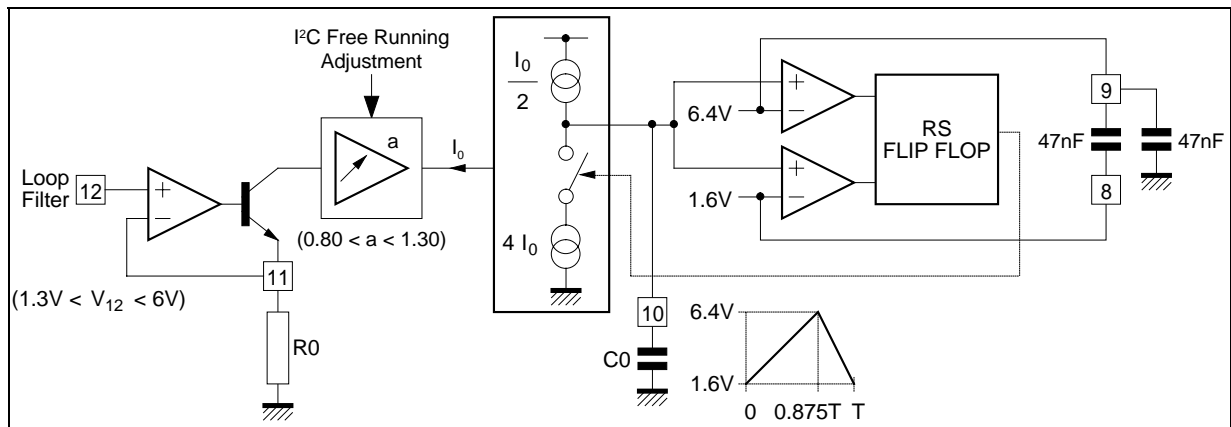 I²C Free Running
Adjustment
a
I₀
(0.80 < a < 1.30)
Loop
Filter
12
11
(1.3V < V₁₂ < 6V)
R0
I₀
2
4 I₀
10
C0
6.4V
1.6V
+
−
+
−
+
−
RS
FLIP FLOP
9
47nF
47nF
8
6.4V
1.6V
0 0.875T T